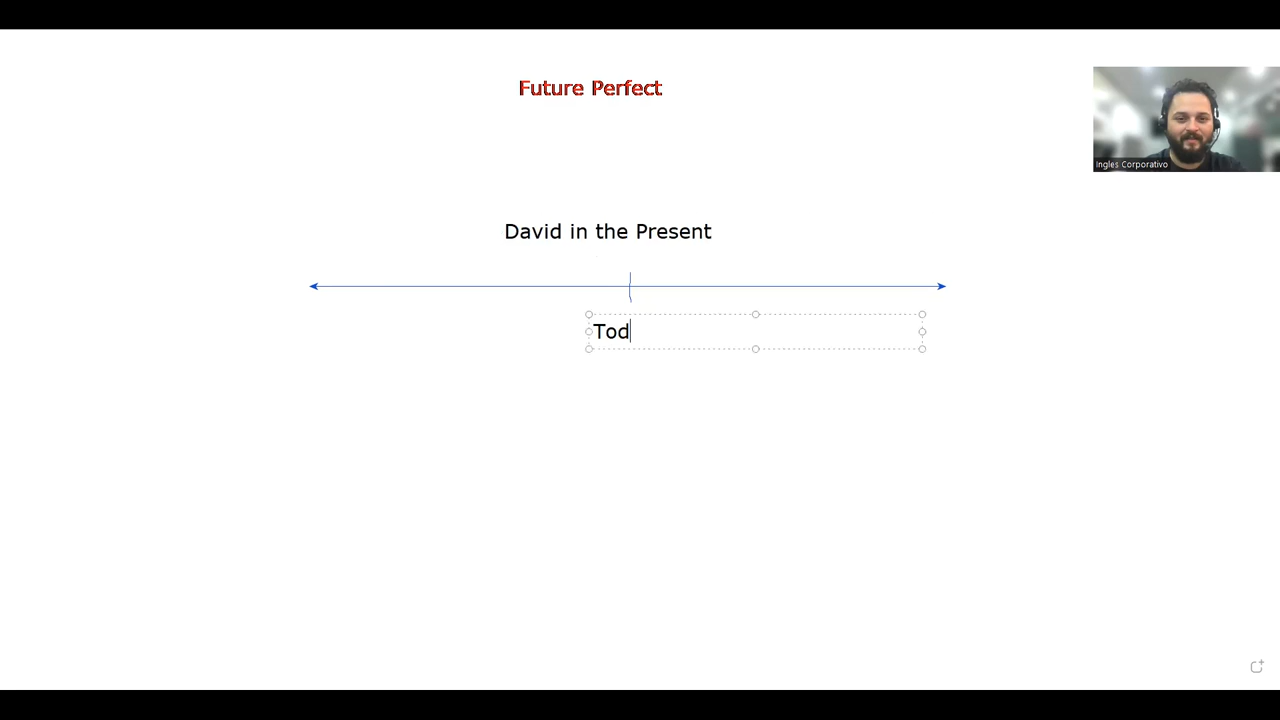 Future Perfect
Ingles Corporativo
David in the Present
Tod